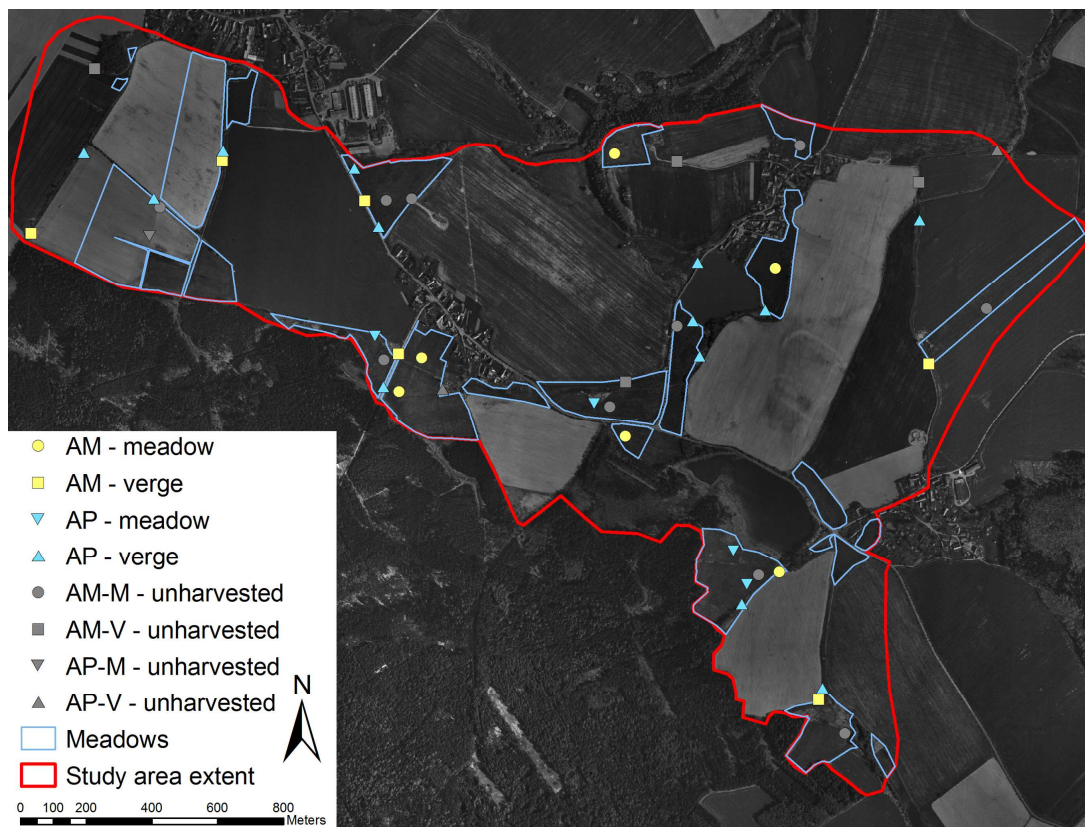 AM - meadow
AM - verge
AP - meadow
AP - verge
AM-M - unharvested
AM-V - unharvested
AP-M - unharvested
AP-V - unharvested
N
Meadows
Study area extent
0 100 200 400 600 800
Meters